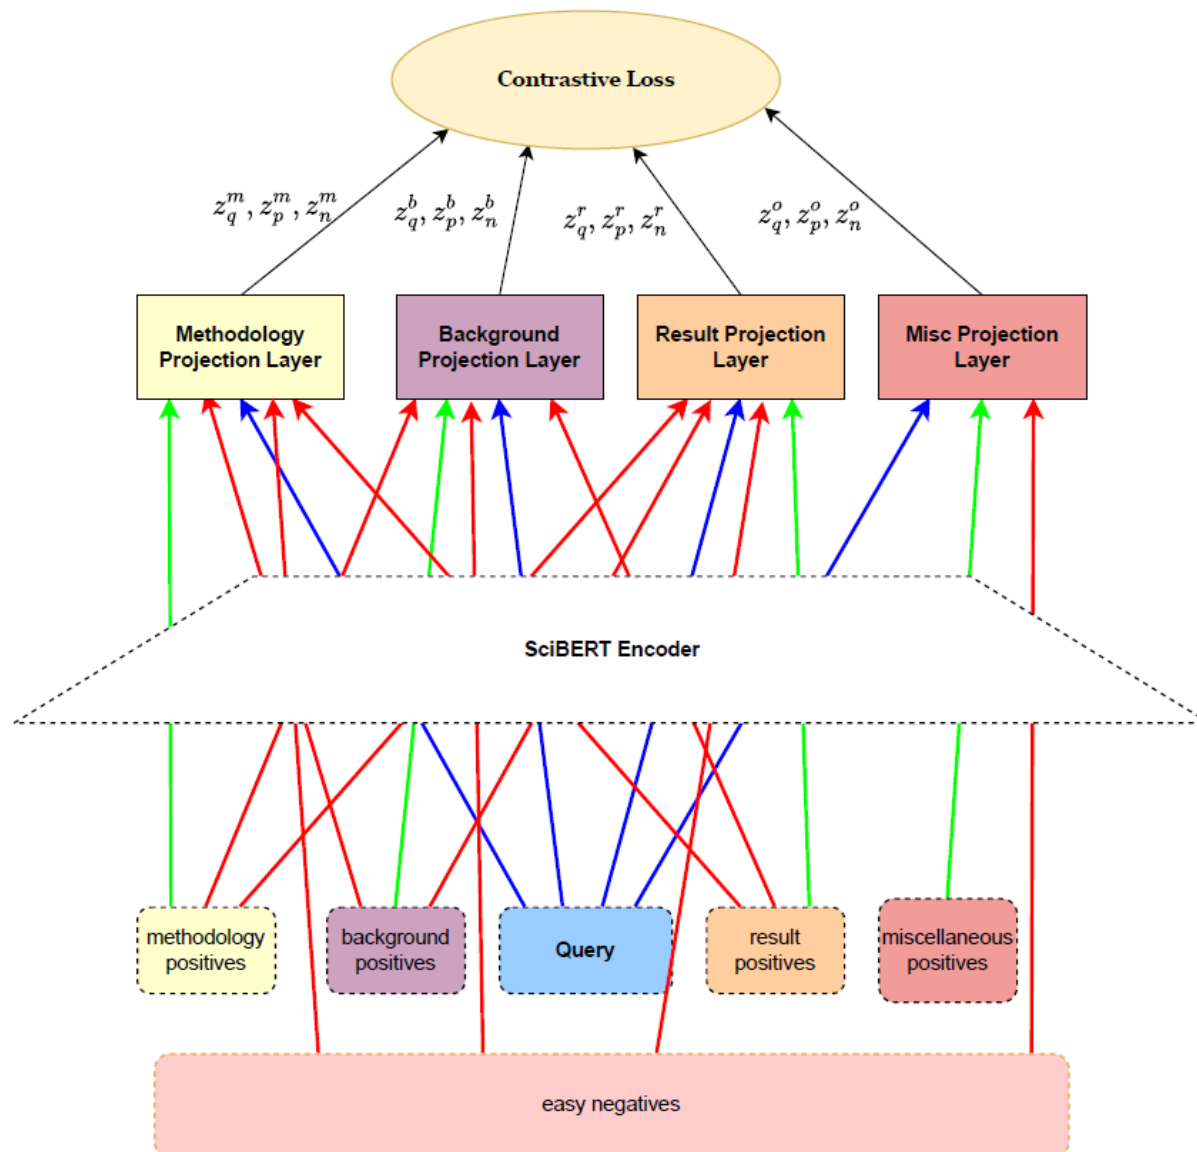 Contrastive Loss
z_q^m, z_p^m, z_n^m
z_q^b, z_p^b, z_n^b
z_q^r, z_p^r, z_n^r
z_q^o, z_p^o, z_n^o
Methodology
Projection Layer
Background
Projection Layer
Result Projection
Layer
Misc Projection
Layer
SciBERT Encoder
methodology
positives
background
positives
Query
result
positives
miscellaneous
positives
easy negatives